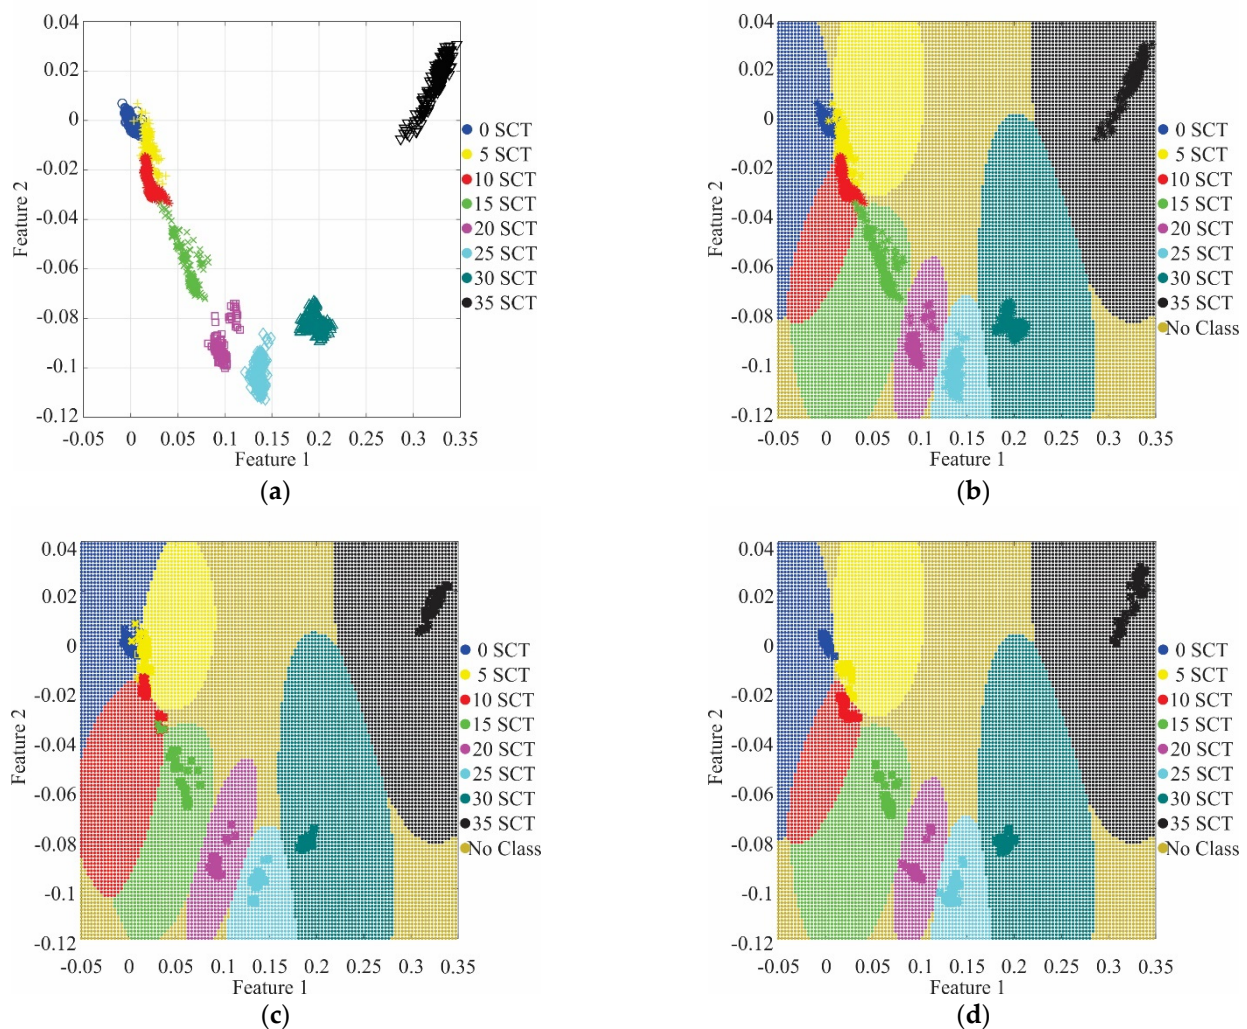 0.04
0.02
0
-0.02
-0.04
-0.06
-0.08
-0.1
-0.12
Feature 2
-0.05 0 0.05 0.1 0.15 0.2 0.25 0.3 0.35
Feature 1
0 SCT
5 SCT
10 SCT
15 SCT
20 SCT
25 SCT
30 SCT
35 SCT
(a)
0.04
0.02
0
-0.02
-0.04
-0.06
-0.08
-0.1
-0.12
Feature 2
-0.05 0 0.05 0.1 0.15 0.2 0.25 0.3 0.35
Feature 1
0 SCT
5 SCT
10 SCT
15 SCT
20 SCT
25 SCT
30 SCT
35 SCT
No Class
(b)
0.04
0.02
0
-0.02
-0.04
-0.06
-0.08
-0.1
-0.12
Feature 2
-0.05 0 0.05 0.1 0.15 0.2 0.25 0.3 0.35
Feature 1
0 SCT
5 SCT
10 SCT
15 SCT
20 SCT
25 SCT
30 SCT
35 SCT
No Class
(c)
0.04
0.02
0
-0.02
-0.04
-0.06
-0.08
-0.1
-0.12
Feature 2
-0.05 0 0.05 0.1 0.15 0.2 0.25 0.3 0.35
Feature 1
0 SCT
5 SCT
10 SCT
15 SCT
20 SCT
25 SCT
30 SCT
35 SCT
No Class
(d)